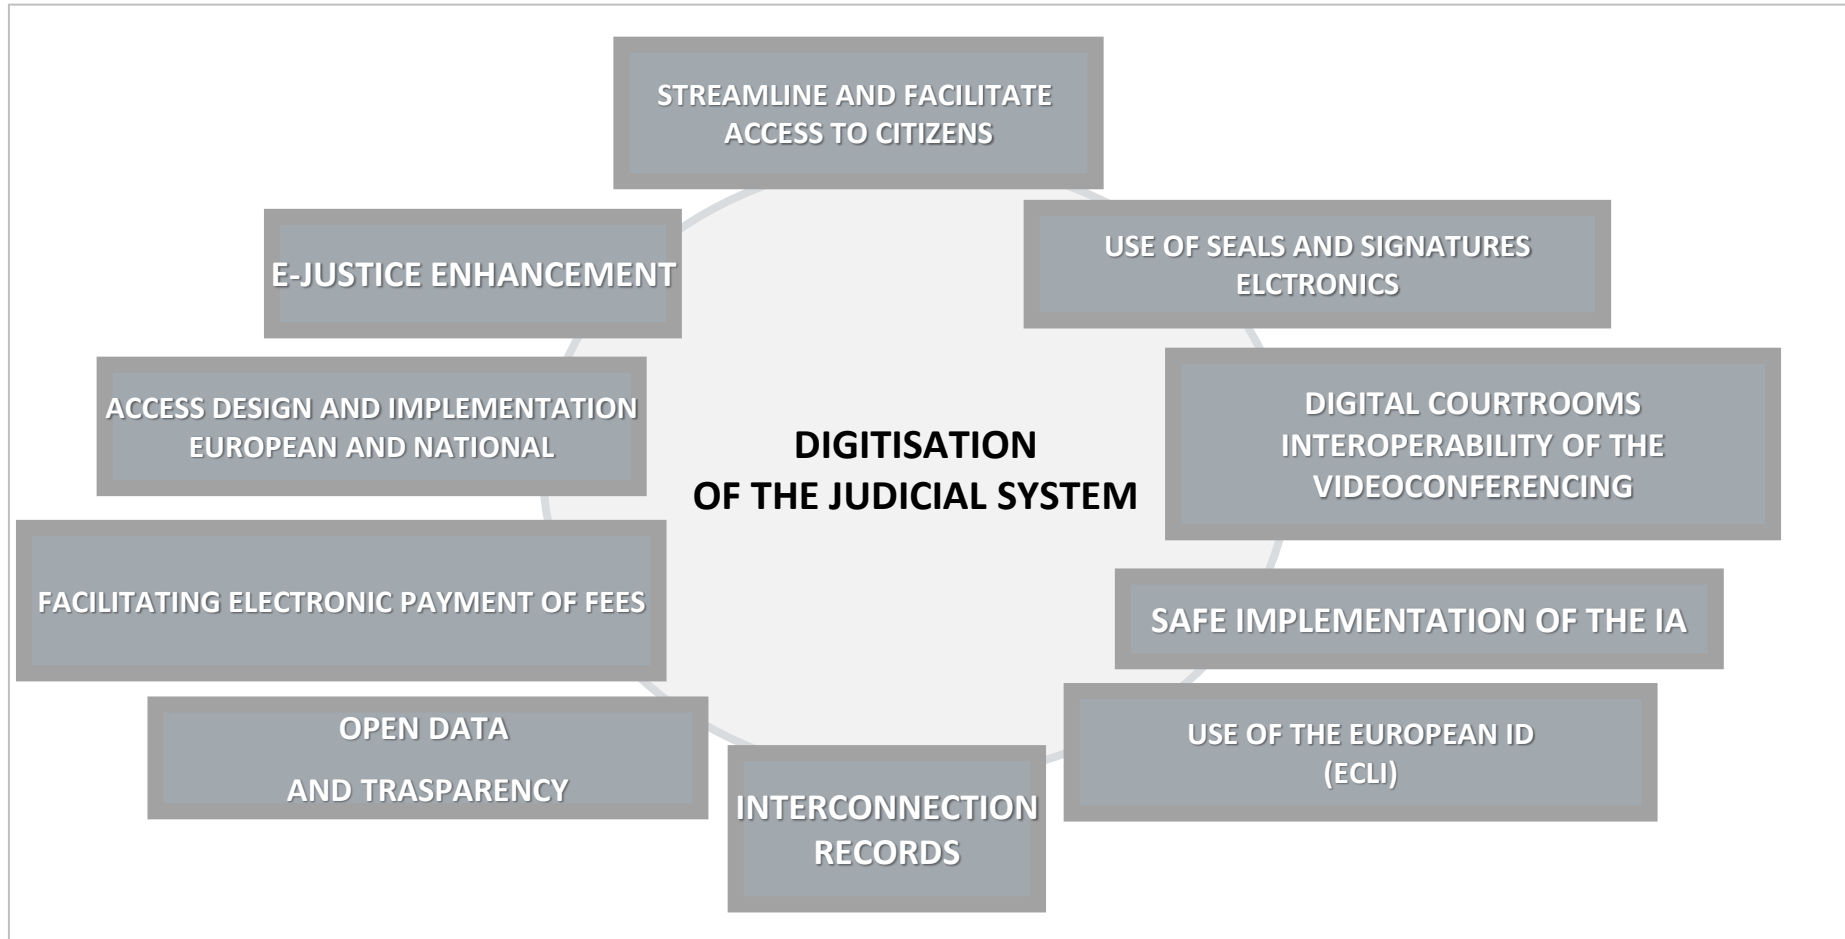 STREAMLINE AND FACILITATE
ACCESS TO CITIZENS
USE OF SEALS AND SIGNATURES
ELCTRONICS
DIGITAL COURTROOMS
INTEROPERABILITY OF THE
VIDEOCONFERENCING
SAFE IMPLEMENTATION OF THE IA
USE OF THE EUROPEAN ID
(ECLI)
INTERCONNECTION
RECORDS
OPEN DATA
AND TRASPARENCY
FACILITATING ELECTRONIC PAYMENT OF FEES
ACCESS DESIGN AND IMPLEMENTATION
EUROPEAN AND NATIONAL
E-JUSTICE ENHANCEMENT
DIGITISATION
OF THE JUDICIAL SYSTEM